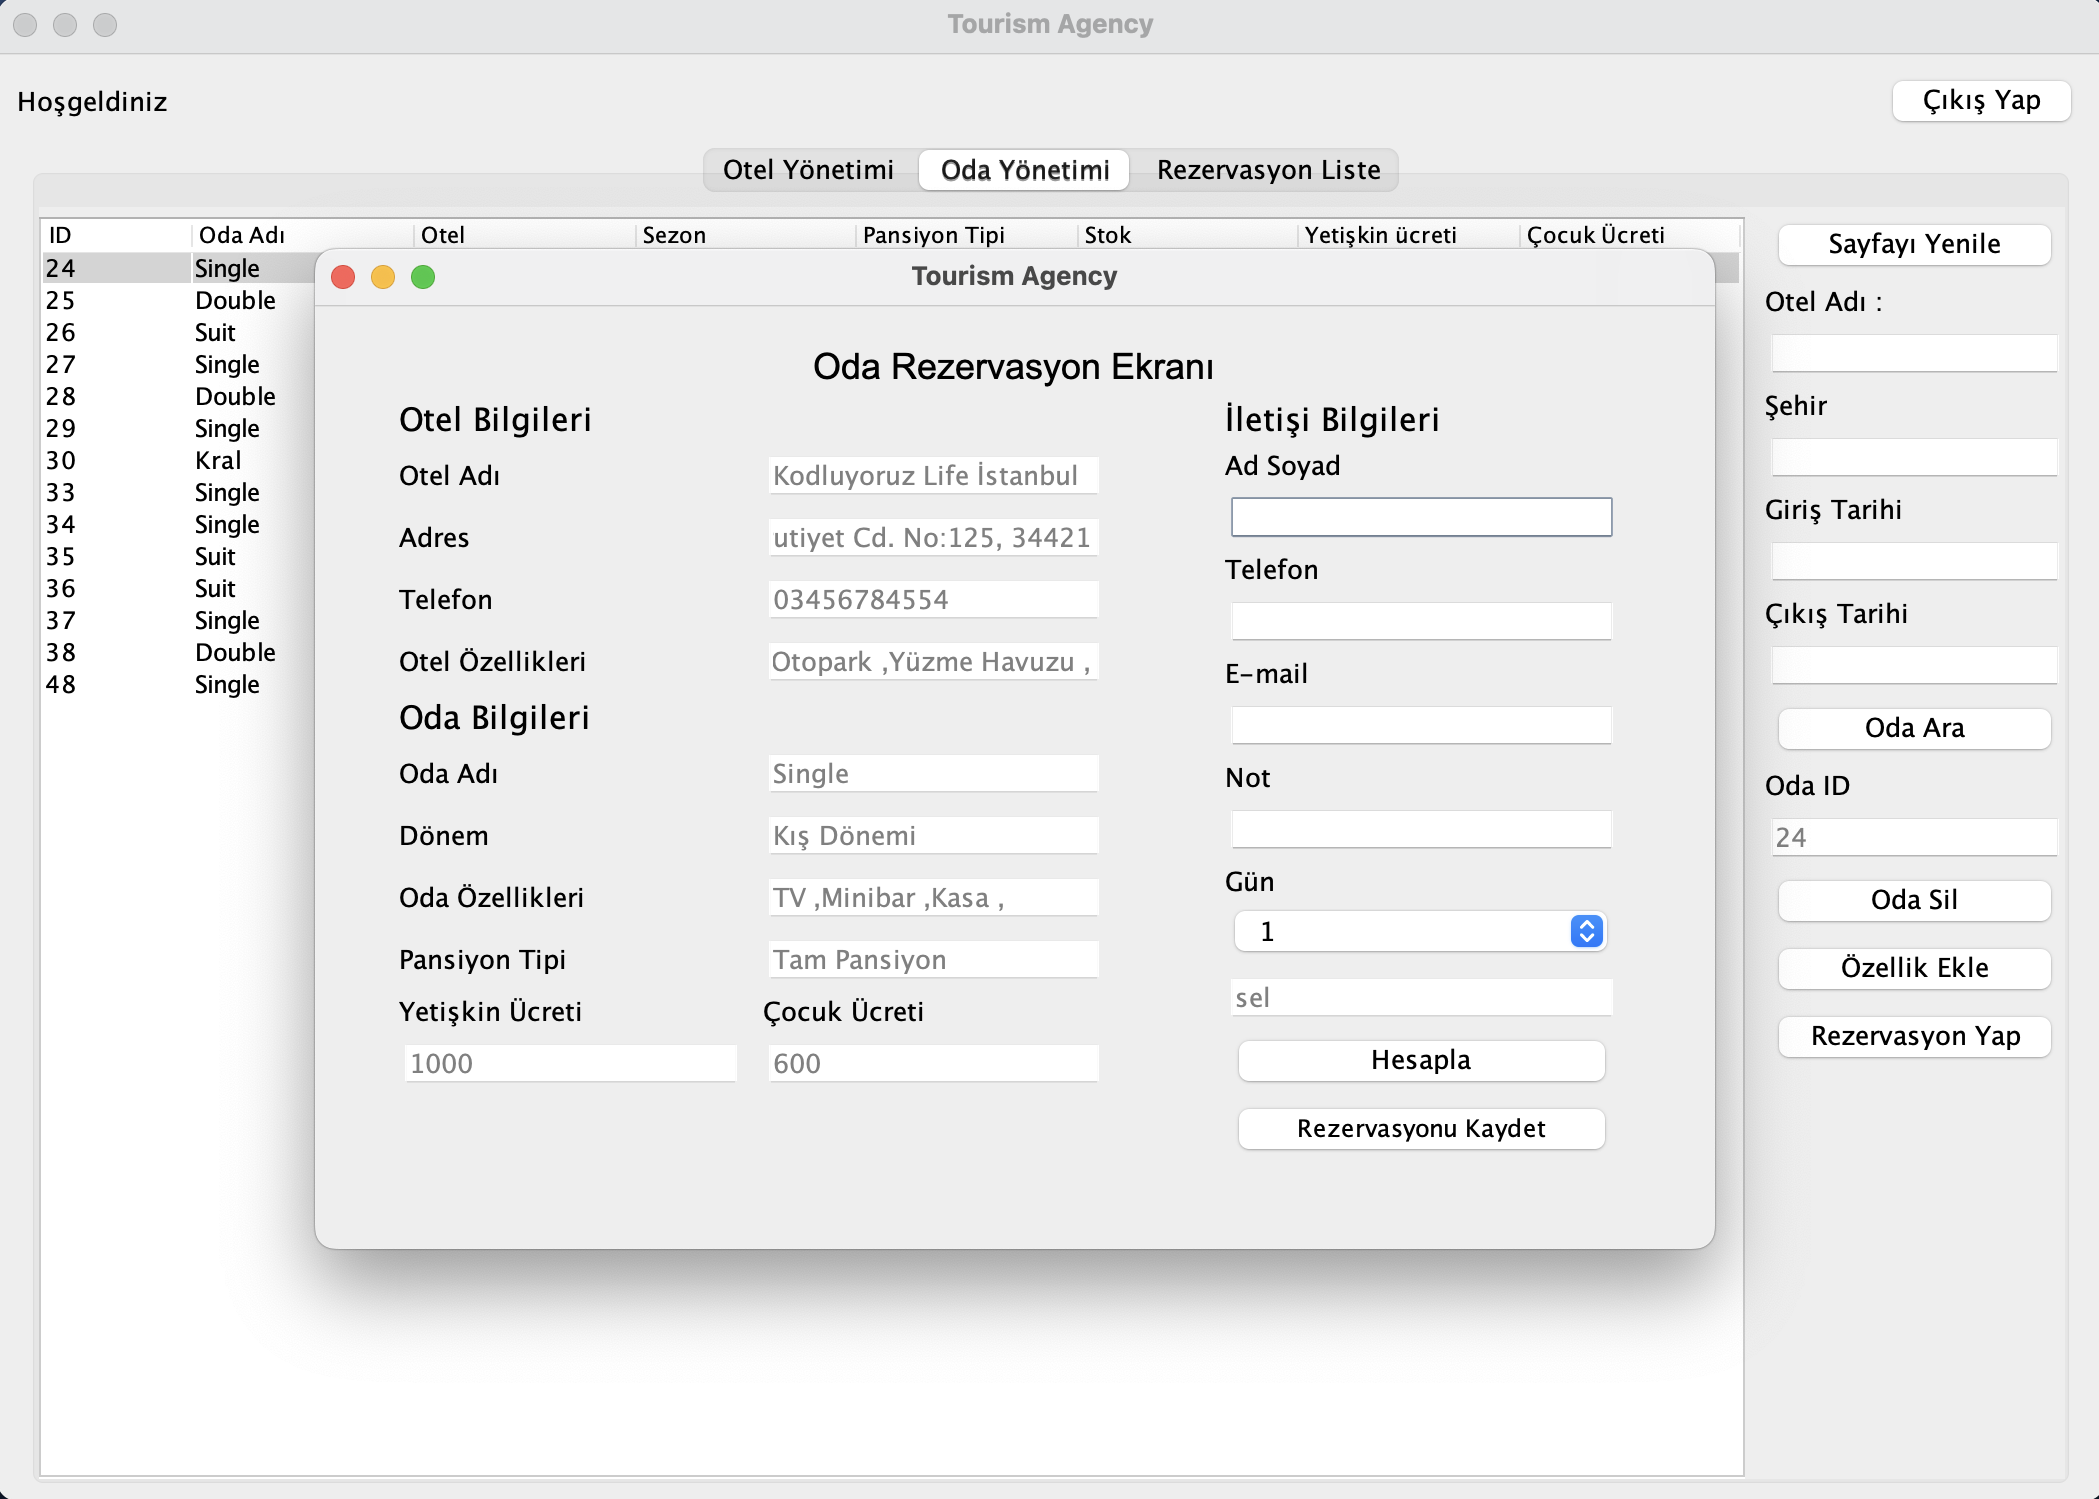 Tourism Agency
Hoşgeldiniz
Çıkış Yap
Otel Yönetimi
Oda Yönetimi
Rezervasyon Liste
ID Oda Adı Otel Sezon Pansiyon Tipi Stok Yetişkin ücreti Çocuk Ücreti
24 Single
25 Double
26 Suit
27 Single
28 Double
29 Single
30 Kral
33 Single
34 Single
35 Suit
36 Suit
37 Single
38 Double
48 Single
Tourism Agency
Oda Rezervasyon Ekranı
Otel Bilgileri
Otel Adı Kodluyoruz Life İstanbul
Adres utiyet Cd. No:125, 34421
Telefon 03456784554
Otel Özellikleri Otopark ,Yüzme Havuzu ,
Oda Bilgileri
Oda Adı Single
Dönem Kış Dönemi
Oda Özellikleri TV ,Minibar ,Kasa ,
Pansiyon Tipi Tam Pansiyon
Yetişkin Ücreti Çocuk Ücreti
1000 600
İletişi Bilgileri
Ad Soyad
Telefon
E-mail
Not
Gün
1
sel
Hesapla
Rezervasyonu Kaydet
Sayfayı Yenile
Otel Adı :
Şehir
Giriş Tarihi
Çıkış Tarihi
Oda Ara
Oda ID
24
Oda Sil
Özellik Ekle
Rezervasyon Yap